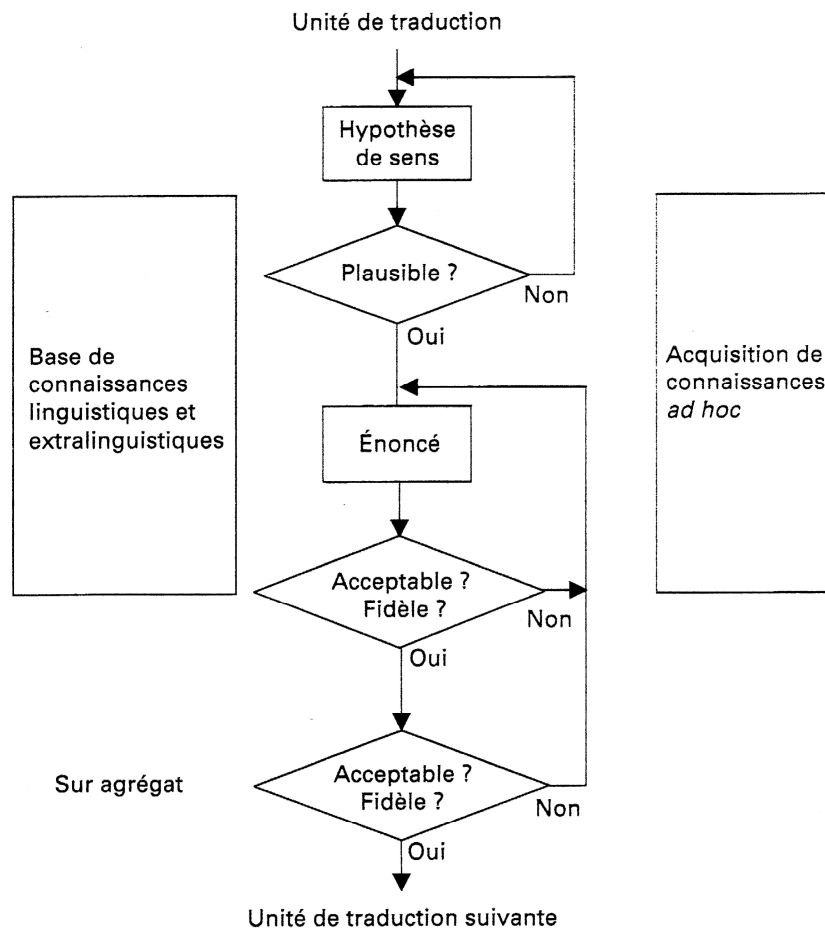 Unité de traduction
Hypothèse
de sens
Plausible ?
Non
Oui
Base de
connaissances
linguistiques et
extralinguistiques
Acquisition de
connaissances
ad hoc
Énoncé
Acceptable ?
Fidèle ?
Non
Oui
Sur agrégat
Acceptable ?
Fidèle ?
Non
Oui
Unité de traduction suivante